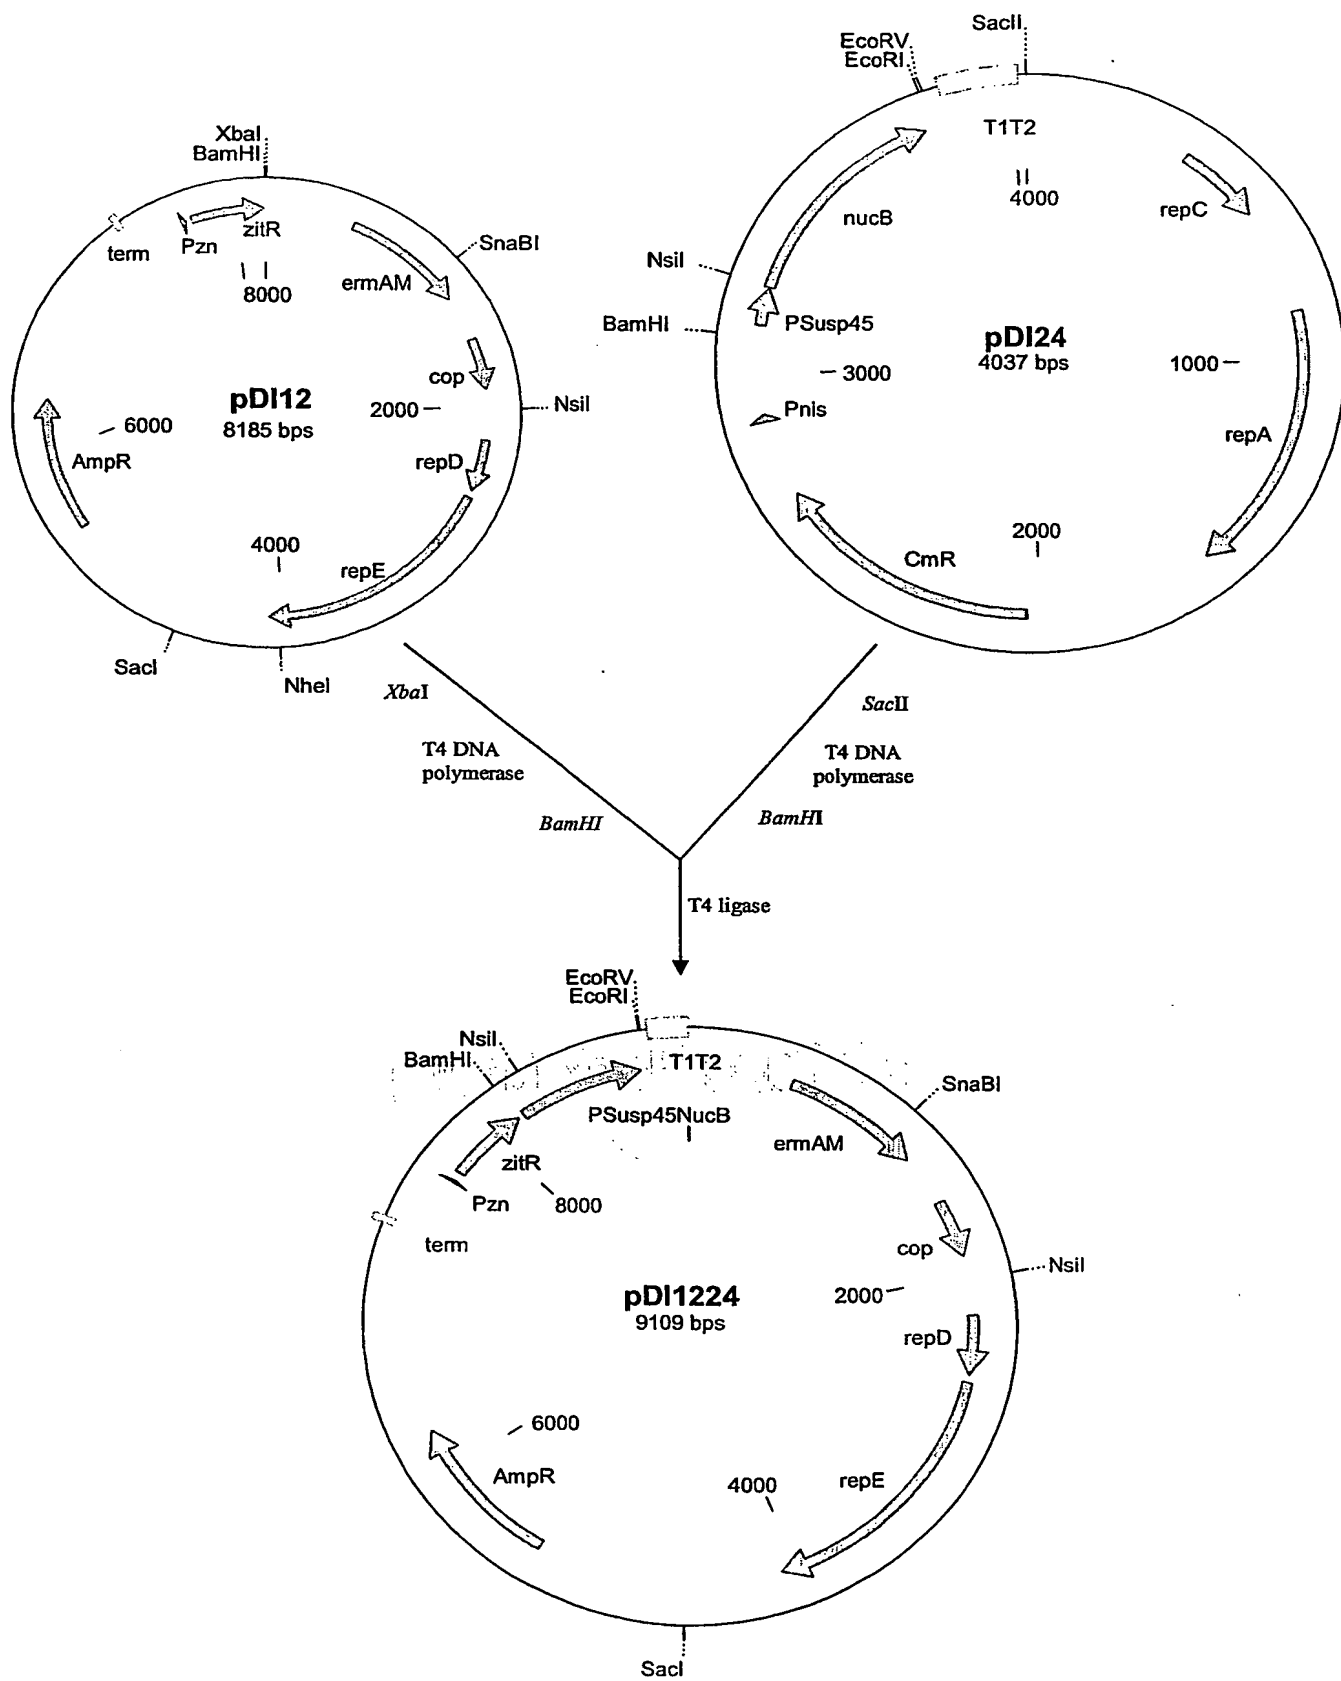 SacII
EcoRV
EcoRI
T1T2
4000
repC
nucB
NsiI
BamHI
PSusp45
pDI24
4037 bps
1000
3000
Pnis
repA
2000
CmR
XbaI
BamHI
term
Pzn
zitR
8000
ermAM
SnaBI
cop
pDI12
8185 bps
2000
NsiI
6000
AmpR
repD
4000
repE
SacI
NheI
XbaI
T4 DNA
polymerase
BamHI
SacII
T4 DNA
polymerase
BamHI
T4 ligase
EcoRV
EcoRI
NsiI
BamHI
T1T2
SnaBI
PSusp45NucB
ermAM
zitR
Pzn
8000
term
cop
NsiI
pDI1224
9109 bps
2000
repD
6000
AmpR
4000
repE
SacI